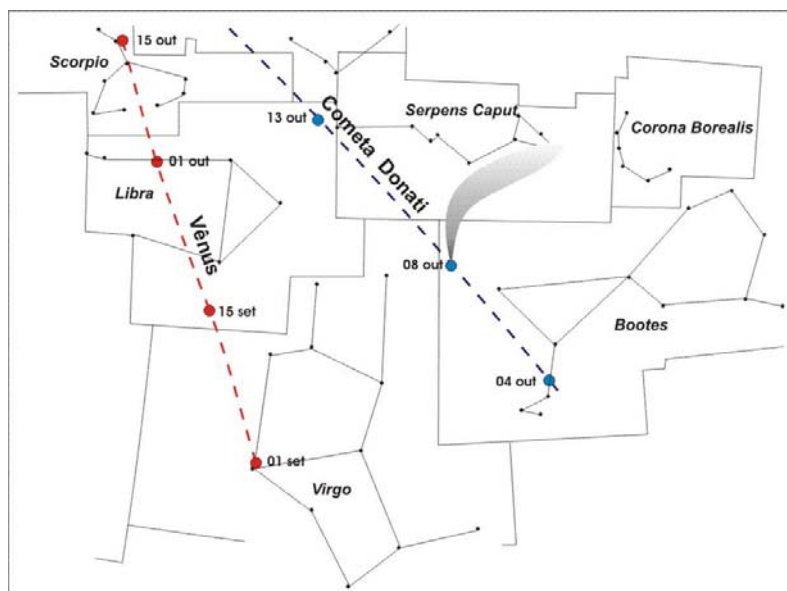 15 out
Scorpio
Serpens Caput
13 out
Cometa Donati
Corona Borealis
01 out
Libra
Vênus
08 out
15 set
Bootes
04 out
01 set
Virgo